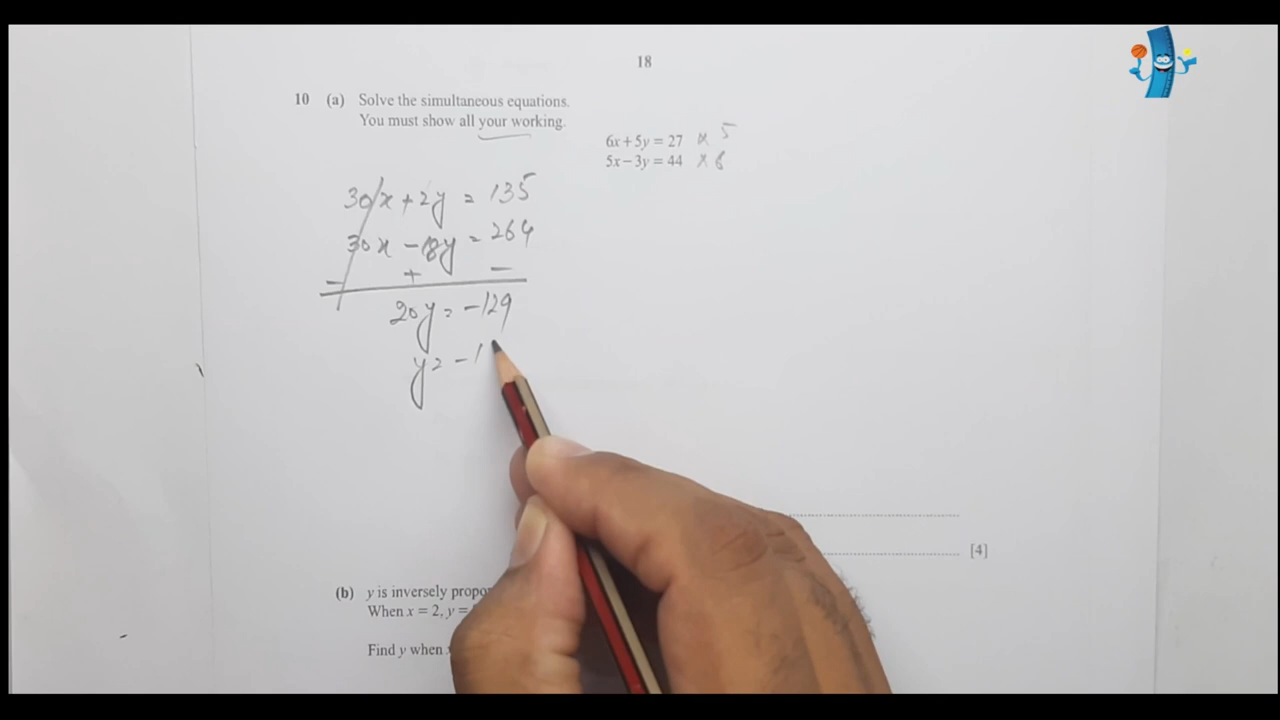 18
10 (a) Solve the simultaneous equations.
You must show all your working.
6x + 5y = 27 × 5
5x − 3y = 44 × 6
30x + 2y = 135
30x − 18y = 264
− + −
20y = −129
y = −1
[4]
(b) y is inversely propo
When x = 2, y =
Find y when